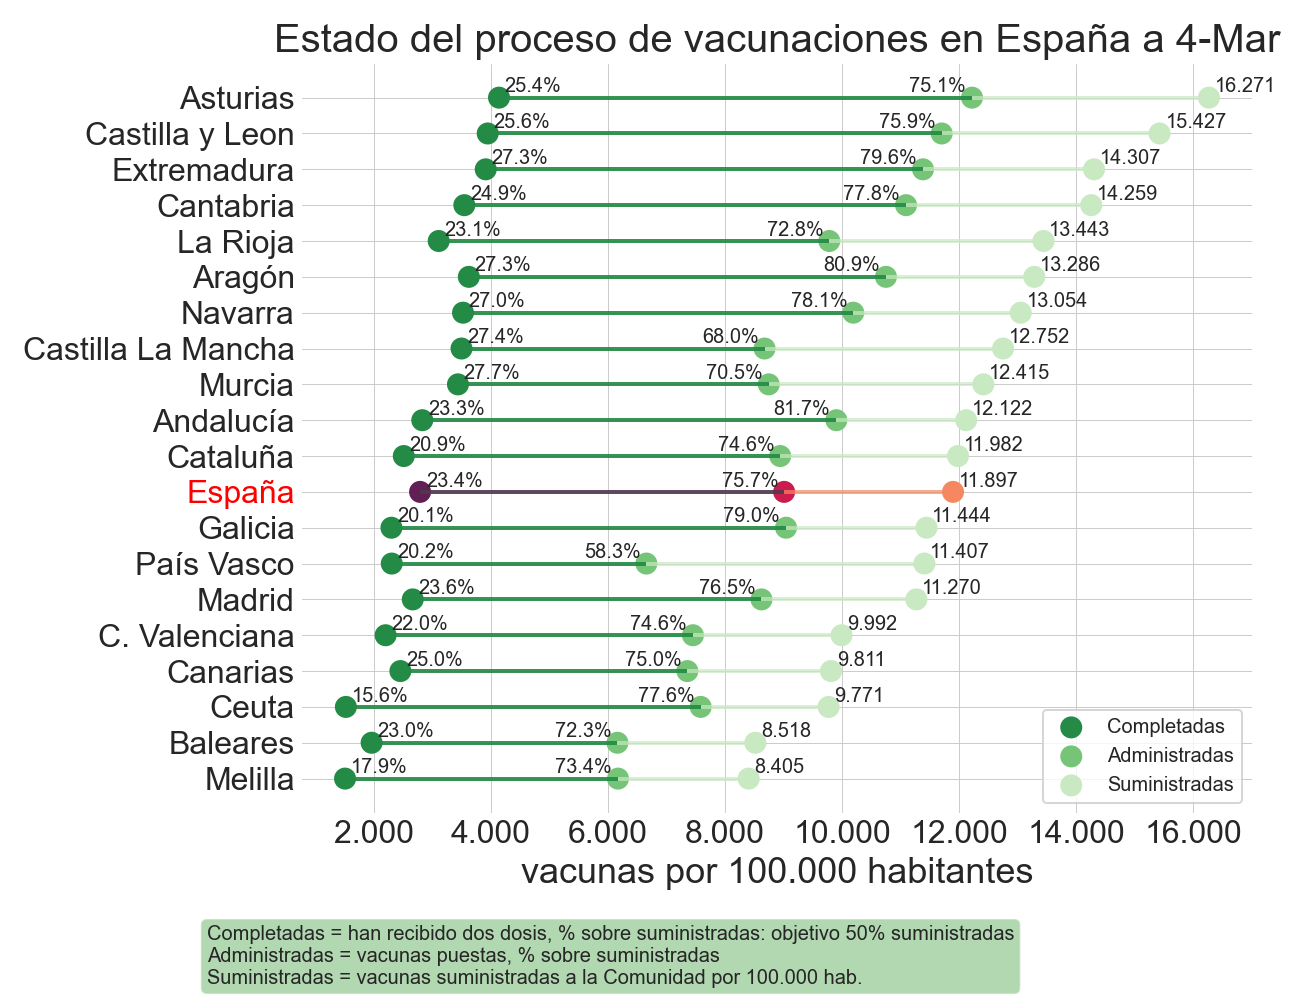 Estado del proceso de vacunaciones en España a 4-Mar
Asturias 25.4% 75.1% 16.271
Castilla y Leon 25.6% 75.9% 15.427
Extremadura 27.3% 79.6% 14.307
Cantabria 24.9% 77.8% 14.259
La Rioja 23.1% 72.8% 13.443
Aragón 27.3% 80.9% 13.286
Navarra 27.0% 78.1% 13.054
Castilla La Mancha 27.4% 68.0% 12.752
Murcia 27.7% 70.5% 12.415
Andalucía 23.3% 81.7% 12.122
Cataluña 20.9% 74.6% 11.982
España 23.4% 75.7% 11.897
Galicia 20.1% 79.0% 11.444
País Vasco 20.2% 58.3% 11.407
Madrid 23.6% 76.5% 11.270
C. Valenciana 22.0% 74.6% 9.992
Canarias 25.0% 75.0% 9.811
Ceuta 15.6% 77.6% 9.771
Baleares 23.0% 72.3% 8.518
Melilla 17.9% 73.4% 8.405
Completadas
Administradas
Suministradas
2.000 4.000 6.000 8.000 10.000 12.000 14.000 16.000
vacunas por 100.000 habitantes
Completadas = han recibido dos dosis, % sobre suministradas: objetivo 50% suministradas
Administradas = vacunas puestas, % sobre suministradas
Suministradas = vacunas suministradas a la Comunidad por 100.000 hab.